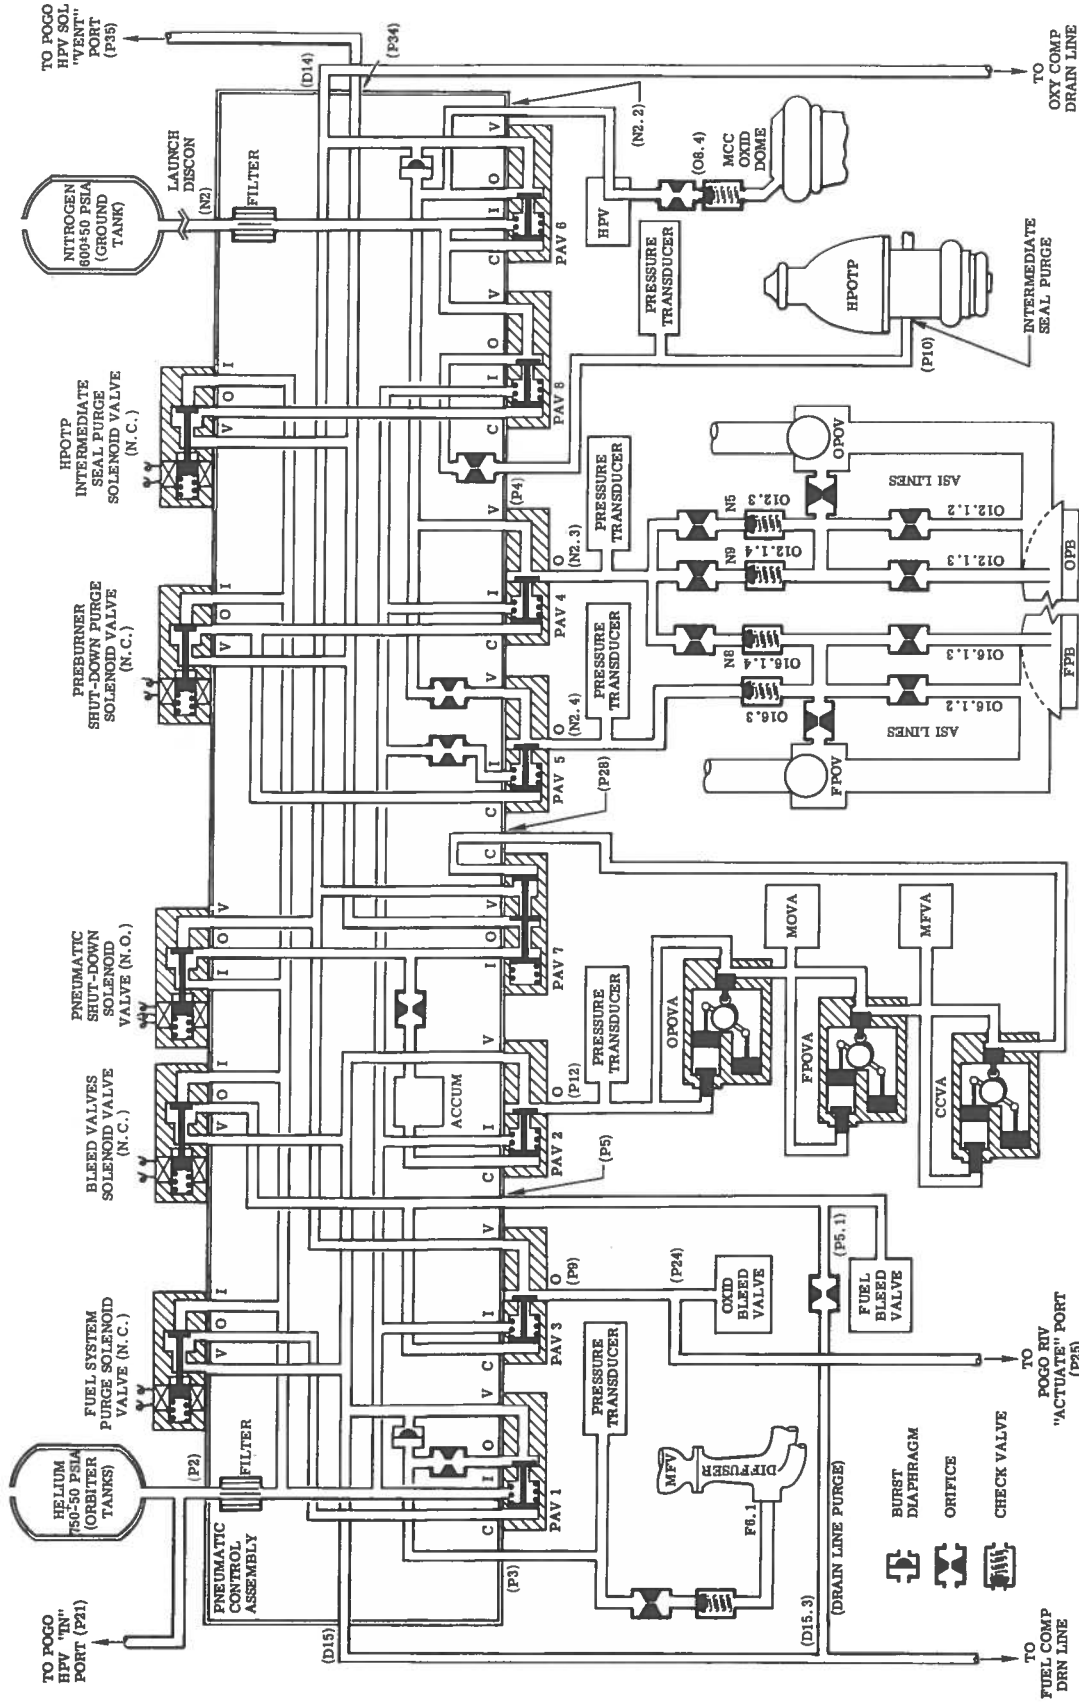 TO POGO
HPV "IN"
PORT (P21)
HELIUM
750±50 PSIA
(ORBITER
TANKS)
(P2)
FILTER
PNEUMATIC
CONTROL
ASSEMBLY
FUEL SYSTEM
PURGE SOLENOID
VALVE (N.C.)
V
O
I
BLEED VALVES
SOLENOID VALVE
(N.C.)
V
O
I
PNEUMATIC
SHUT-DOWN
SOLENOID
VALVE (N.O.)
I
O
V
PREBURNER
SHUT-DOWN PURGE
SOLENOID VALVE
(N.C.)
V
O
I
HPOTP
INTERMEDIATE
SEAL PURGE
SOLENOID VALVE
(N.C.)
V
O
I
NITROGEN
600±50 PSIA
(GROUND
TANK)
LAUNCH
DISCON
(N2)
FILTER
TO POGO
HPV SOL
"VENT"
PORT
(P35)
(D14)
(P34)
(D15)
(P3)
C
I
O
V
PAV 1
C
I
V
PAV 3
O
(P9)
(P5)
ACCUM
C
I
V
PAV 2
O
(P12)
I
O
V
C
PAV 7
(P28)
C
I
V
PAV 5
O
(N2.4)
I
V
PAV 4
O
(N2.3)
(P4)
C
I
O
V
PAV 8
C
I
O
V
PAV 6
(N2.2)
PRESSURE
TRANSDUCER
MFV
DIFFUSER
F6.1
(P24)
OXID
BLEED
VALVE
(P5.1)
FUEL
BLEED
VALVE
(D15.3)
(DRAIN LINE PURGE)
TO
FUEL COMP
DRN LINE
TO
POGO RIV
"ACTUATE" PORT
(P25)
BURST
DIAPHRAGM
ORIFICE
CHECK VALVE
PRESSURE
TRANSDUCER
OPOVA
MOVA
FPOVA
MFVA
CCVA
PRESSURE
TRANSDUCER
PRESSURE
TRANSDUCER
O16.3
N8
O16.1.4
N9
O12.1.4
N5
O12.3
FPOV
OPOV
ASI LINES
O16.1.2
O16.1.3
O12.1.3
O12.1.2
ASI LINES
FPB
OPB
PRESSURE
TRANSDUCER
HPOTP
(P10)
INTERMEDIATE
SEAL PURGE
HPV
(O8.4)
MCC
OXID
DOME
TO
OXY COMP
DRAIN LINE